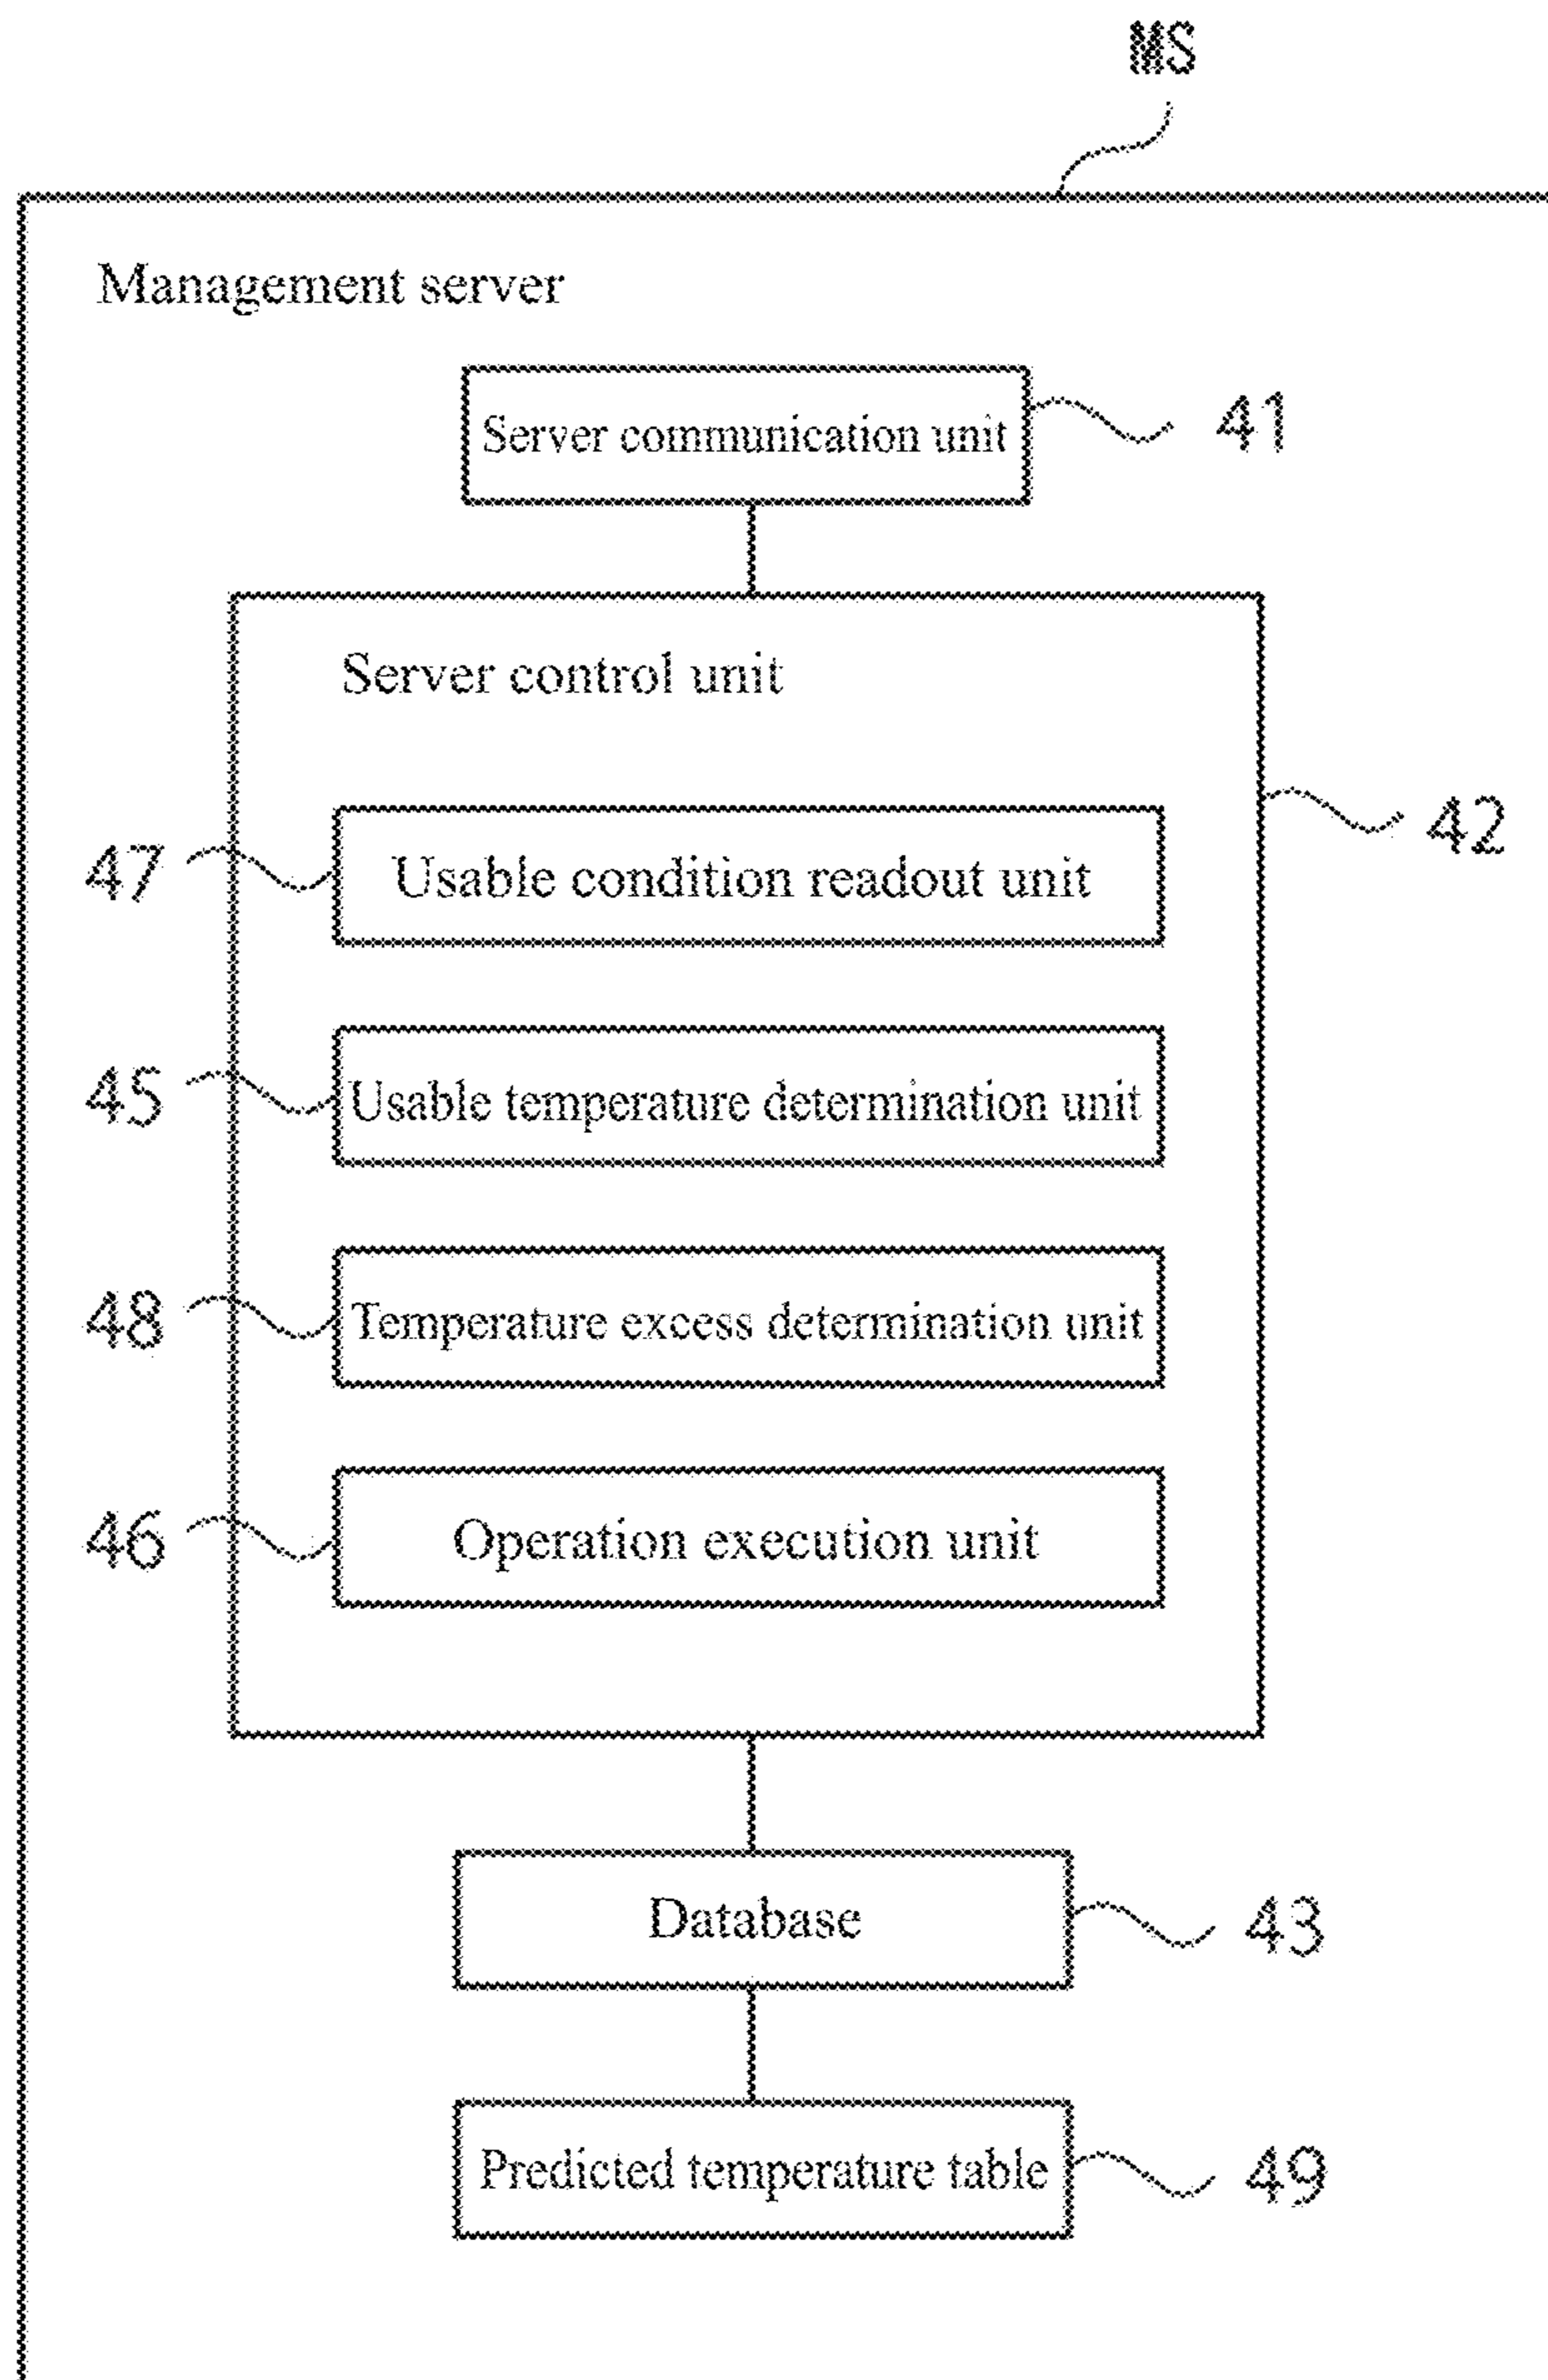 MS
Management server
Server communication unit
41
Server control unit
42
47
Usable condition readout unit
45
Usable temperature determination unit
48
Temperature excess determination unit
46
Operation execution unit
Database
43
Predicted temperature table
49